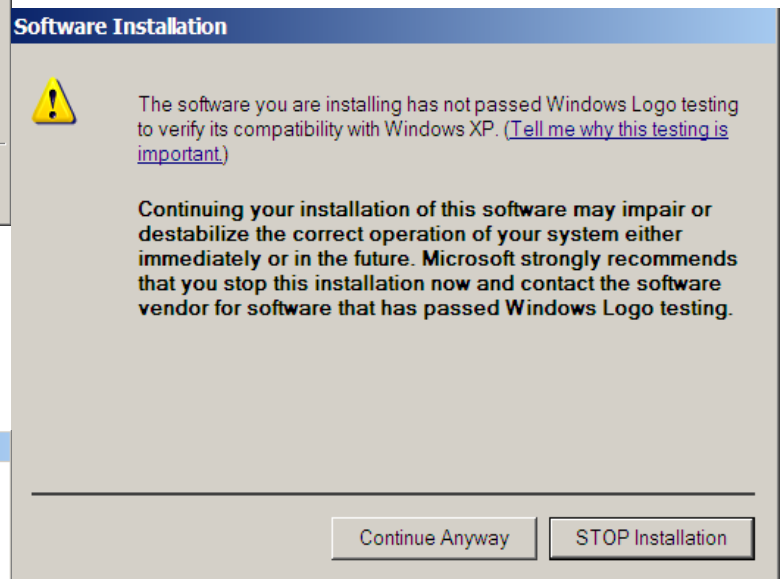 Software Installation
The software you are installing has not passed Windows Logo testing
to verify its compatibility with Windows XP. (Tell me why this testing is
important.)
Continuing your installation of this software may impair or
destabilize the correct operation of your system either
immediately or in the future. Microsoft strongly recommends
that you stop this installation now and contact the software
vendor for software that has passed Windows Logo testing.
Continue Anyway STOP Installation